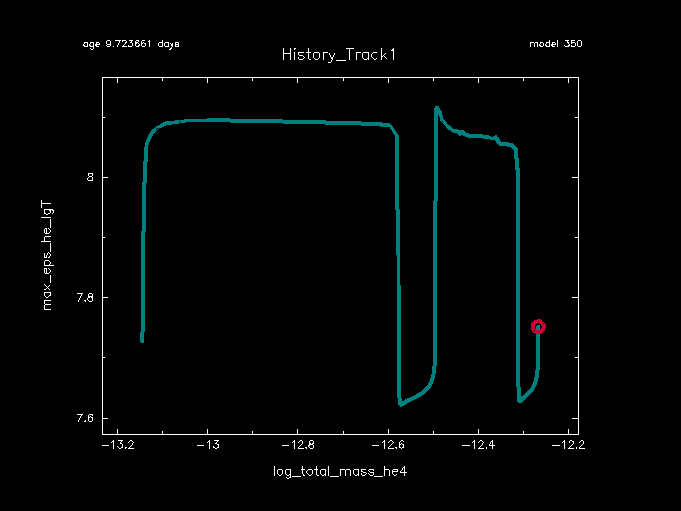 age 9.723661 days
model 350
History_Track1
max_eps_he_lgT
8
7.8
7.6
-13.2 -13 -12.8 -12.6 -12.4 -12.2
log_total_mass_he4